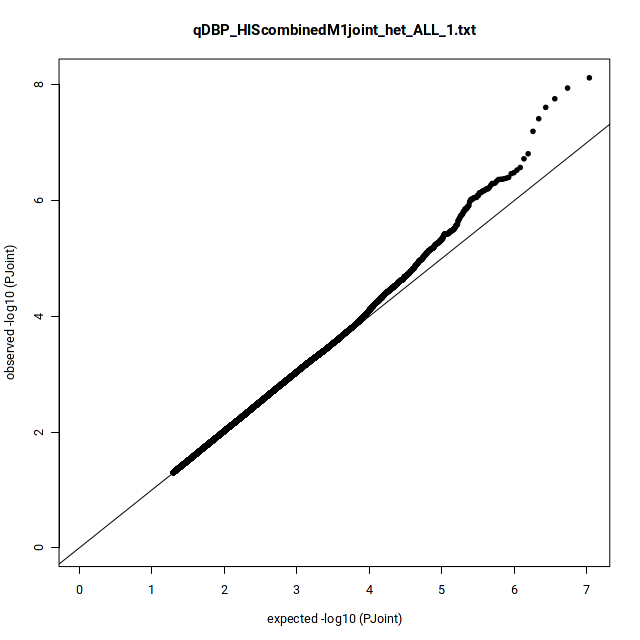 qDBP_HIScombinedM1joint_het_ALL_1.txt
observed -log10 (PJoint)
8
6
4
2
0
0 1 2 3 4 5 6 7
expected -log10 (PJoint)